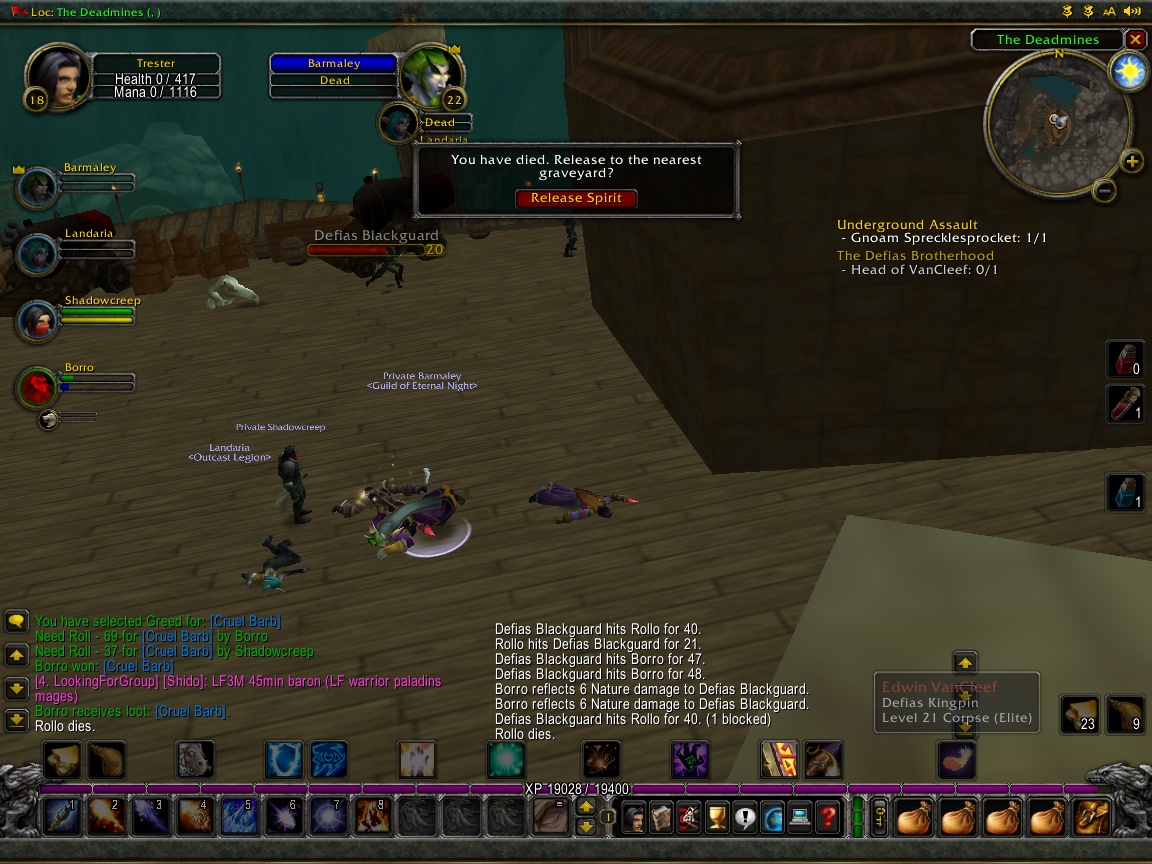 Loc: The Deadmines (, )
The Deadmines
N
Trester
Health 0 / 417
Mana 0 / 1116
18
Barmaley
Dead
22
Dead
Landaria
You have died. Release to the nearest
graveyard?
Release Spirit
Barmaley
Landaria
Shadowcreep
Borro
Defias Blackguard
20
Underground Assault
- Gnoam Sprecklesprocket: 1/1
The Defias Brotherhood
- Head of VanCleef: 0/1
0
1
1
Private Barmaley
<Guild of Eternal Night>
Private Shadowcreep
Landaria
<Outcast Legion>
You have selected Greed for: [Cruel Barb]
Need Roll - 69 for [Cruel Barb] by Borro
Need Roll - 37 for [Cruel Barb] by Shadowcreep
Borro won: [Cruel Barb]
[4. LookingForGroup] [Shido]: LF3M 45min baron (LF warrior paladins
mages)
Borro receives loot: [Cruel Barb].
Rollo dies.
Defias Blackguard hits Rollo for 40.
Rollo hits Defias Blackguard for 21.
Defias Blackguard hits Borro for 47.
Defias Blackguard hits Borro for 48.
Borro reflects 6 Nature damage to Defias Blackguard.
Borro reflects 6 Nature damage to Defias Blackguard.
Defias Blackguard hits Rollo for 40. (1 blocked)
Rollo dies.
Edwin VanCleef
Defias Kingpin
Level 21 Corpse (Elite)
23
9
XP 19028 / 19400
1
2
3
4
5
6
7
8
=
1